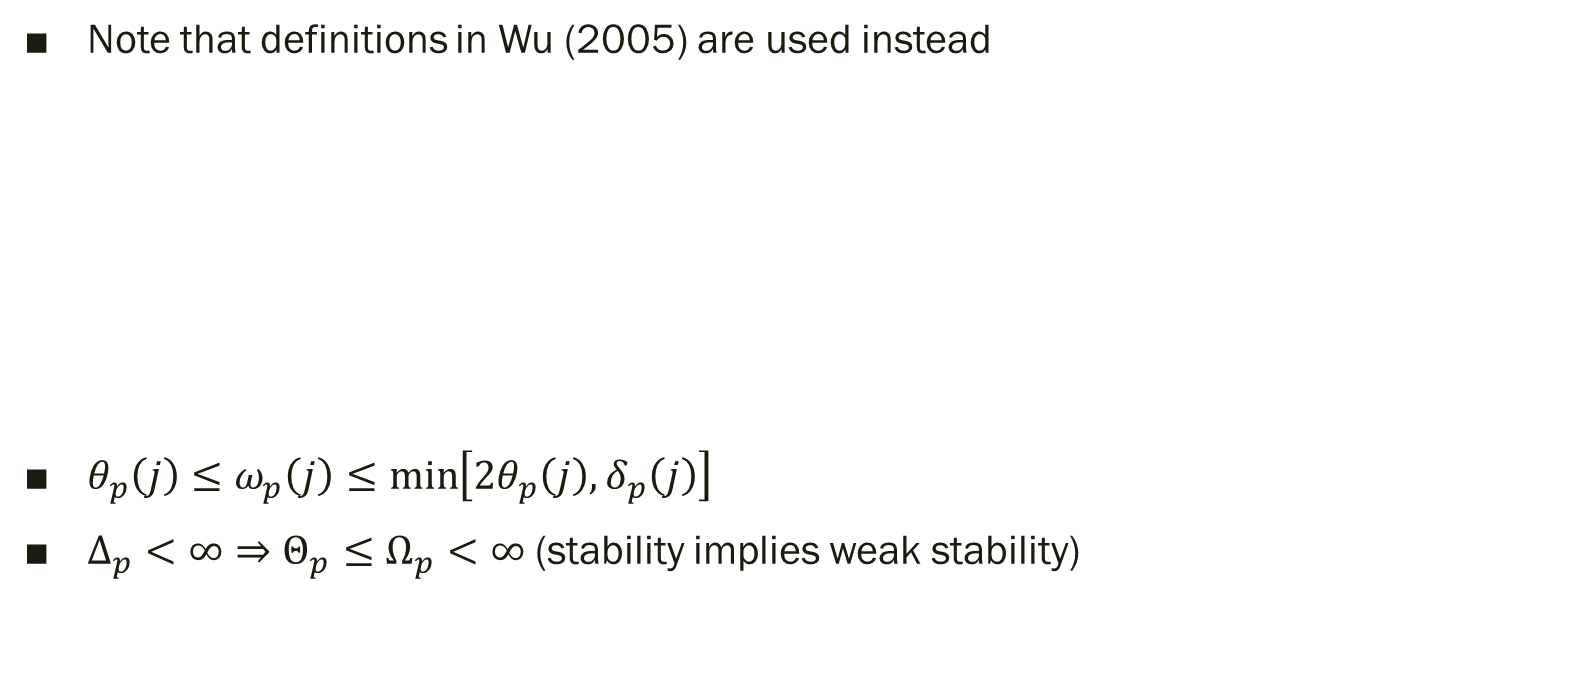 ▪ Note that definitions in Wu (2005) are used instead
▪ θ_p(j) ≤ ω_p(j) ≤ min[2θ_p(j), δ_p(j)]
▪ Δ_p < ∞ ⇒ Θ_p ≤ Ω_p < ∞ (stability implies weak stability)